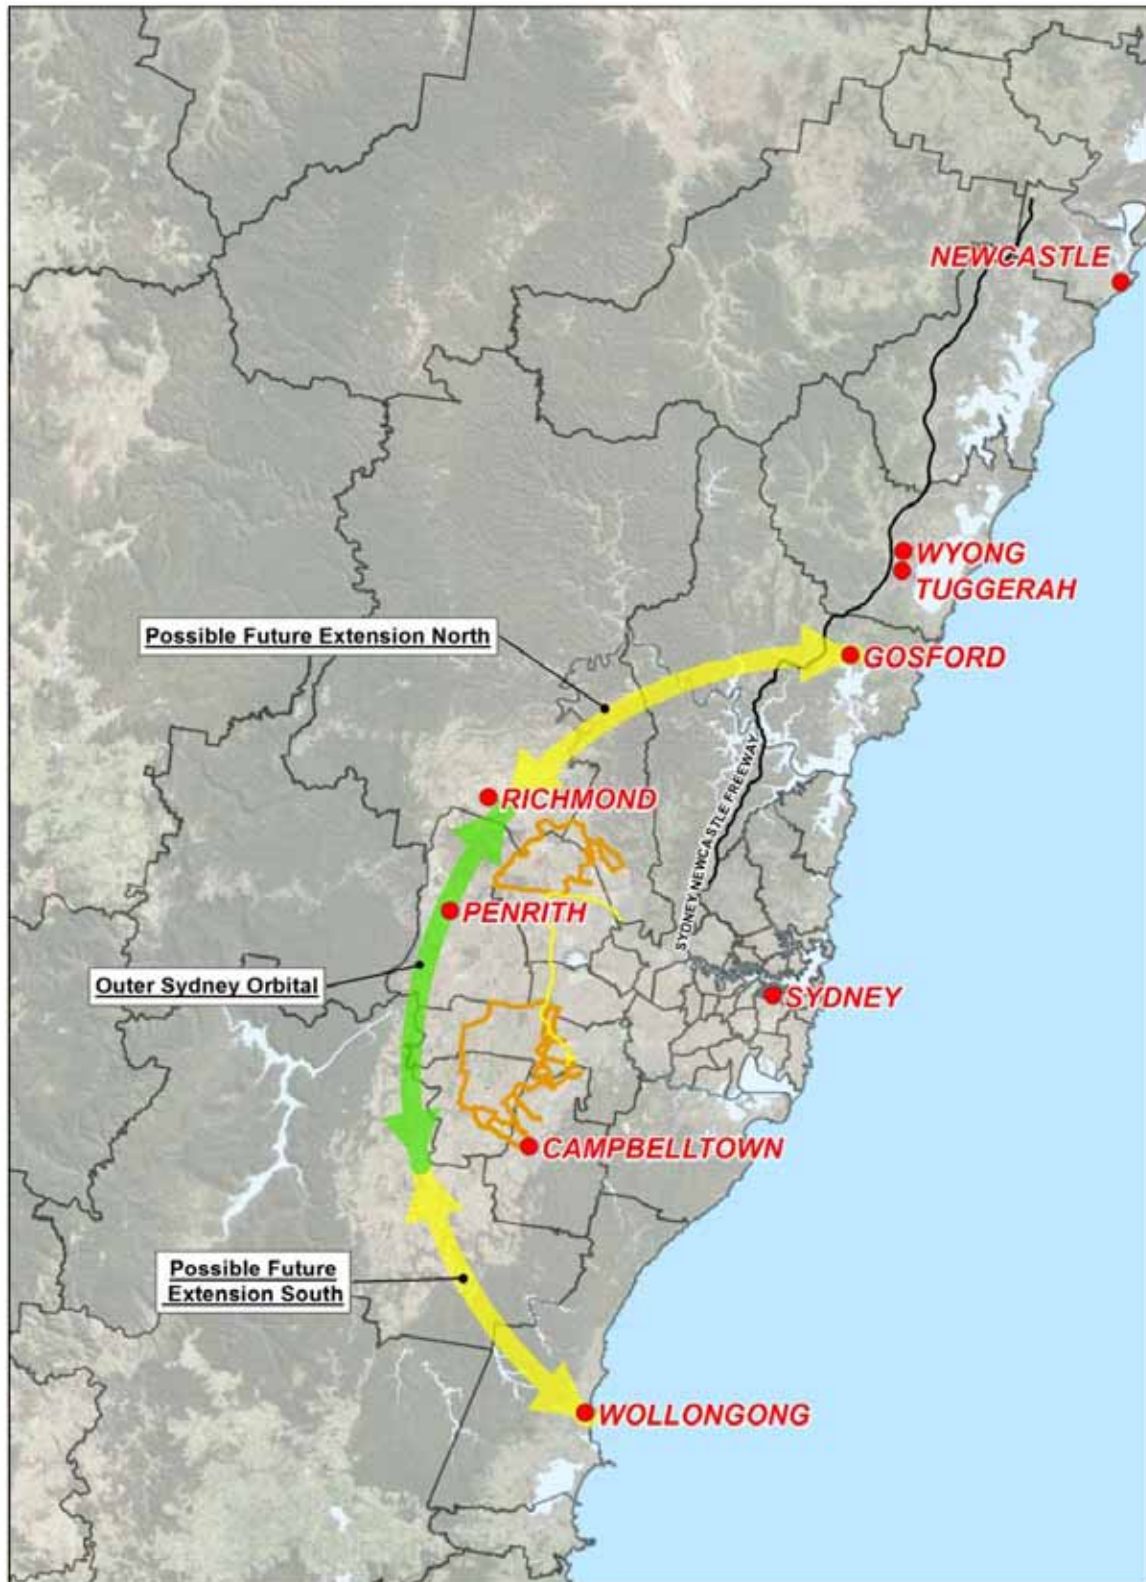 NEWCASTLE
WYONG
TUGGERAH
Possible Future Extension North
GOSFORD
SYDNEY NEWCASTLE FREEWAY
RICHMOND
PENRITH
Outer Sydney Orbital
SYDNEY
CAMPBELLTOWN
Possible Future
Extension South
WOLLONGONG